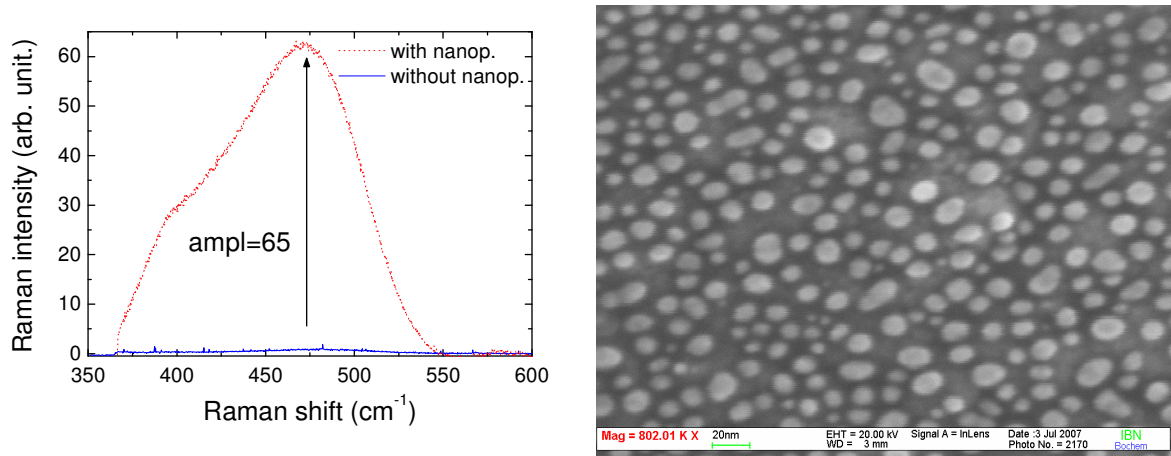 60
50
40
30
20
10
0
350
400
450
500
550
600
Raman intensity (arb. unit.)
Raman shift (cm⁻¹)
with nanop.
without nanop.
ampl=65
Mag = 802.01 K X
20nm
EHT = 20.00 kV
WD = 3 mm
Signal A = InLens
Date :3 Jul 2007
Photo No. = 2170
IBN
Bochem